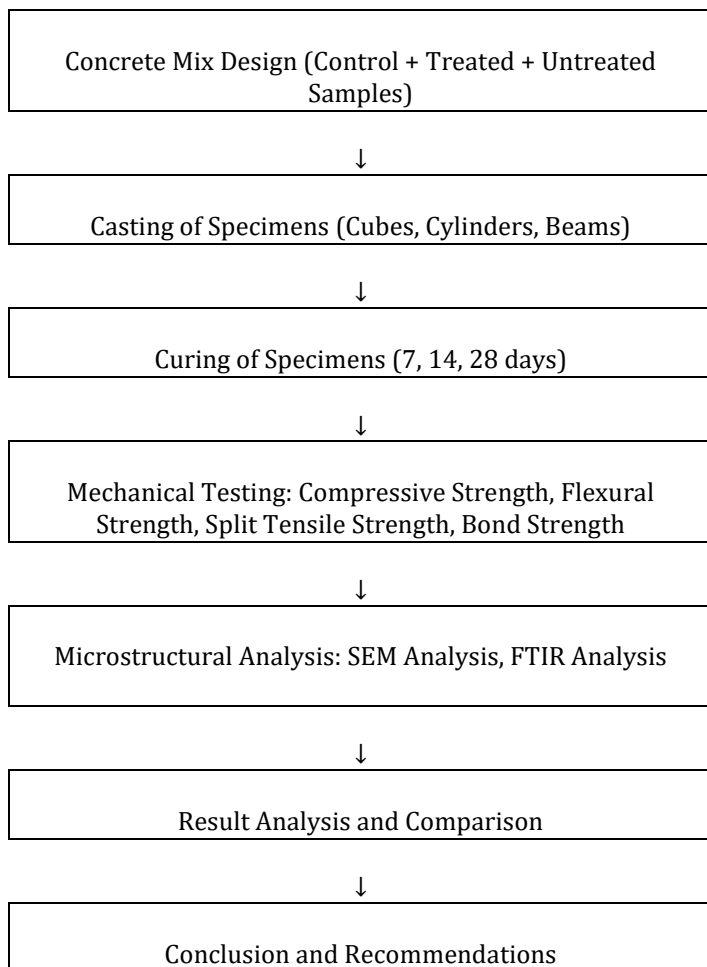 Concrete Mix Design (Control + Treated + Untreated
Samples)
↓
Casting of Specimens (Cubes, Cylinders, Beams)
↓
Curing of Specimens (7, 14, 28 days)
↓
Mechanical Testing: Compressive Strength, Flexural
Strength, Split Tensile Strength, Bond Strength
↓
Microstructural Analysis: SEM Analysis, FTIR Analysis
↓
Result Analysis and Comparison
↓
Conclusion and Recommendations